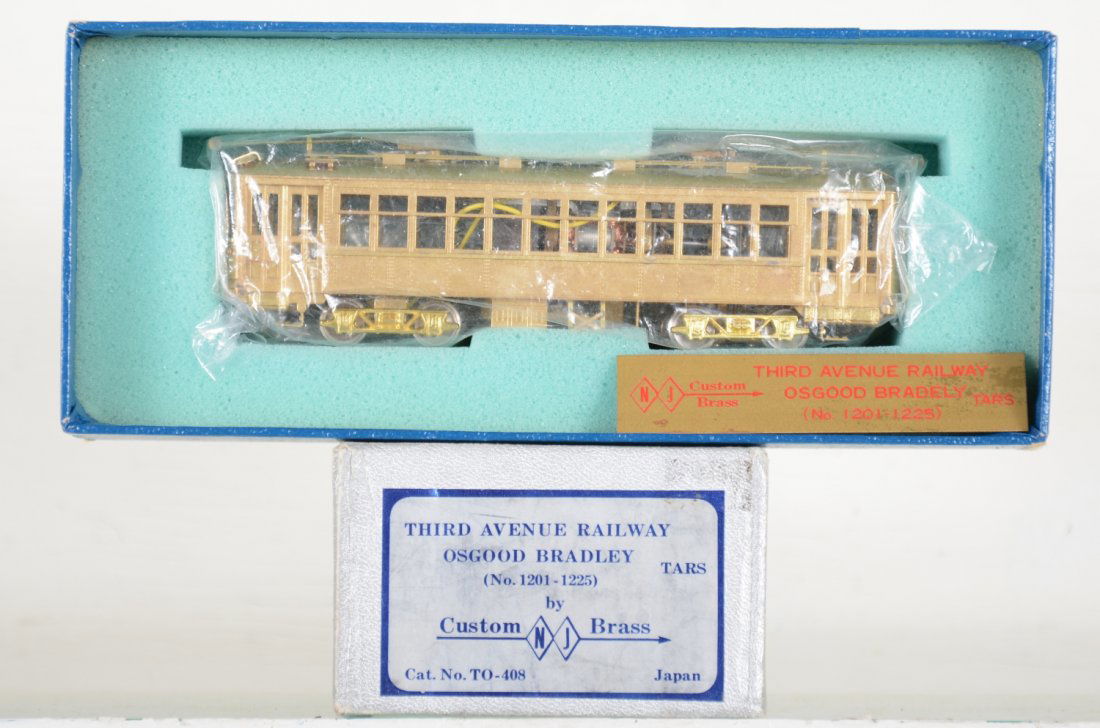 THIRD AVENUE RAILWAY
OSGOOD BRADELY TARS
(No. 1201-1225)
N J Custom Brass
THIRD AVENUE RAILWAY
OSGOOD BRADLEY
(No. 1201-1225) TARS
by
Custom N J Brass
Cat. No. TO-408 Japan